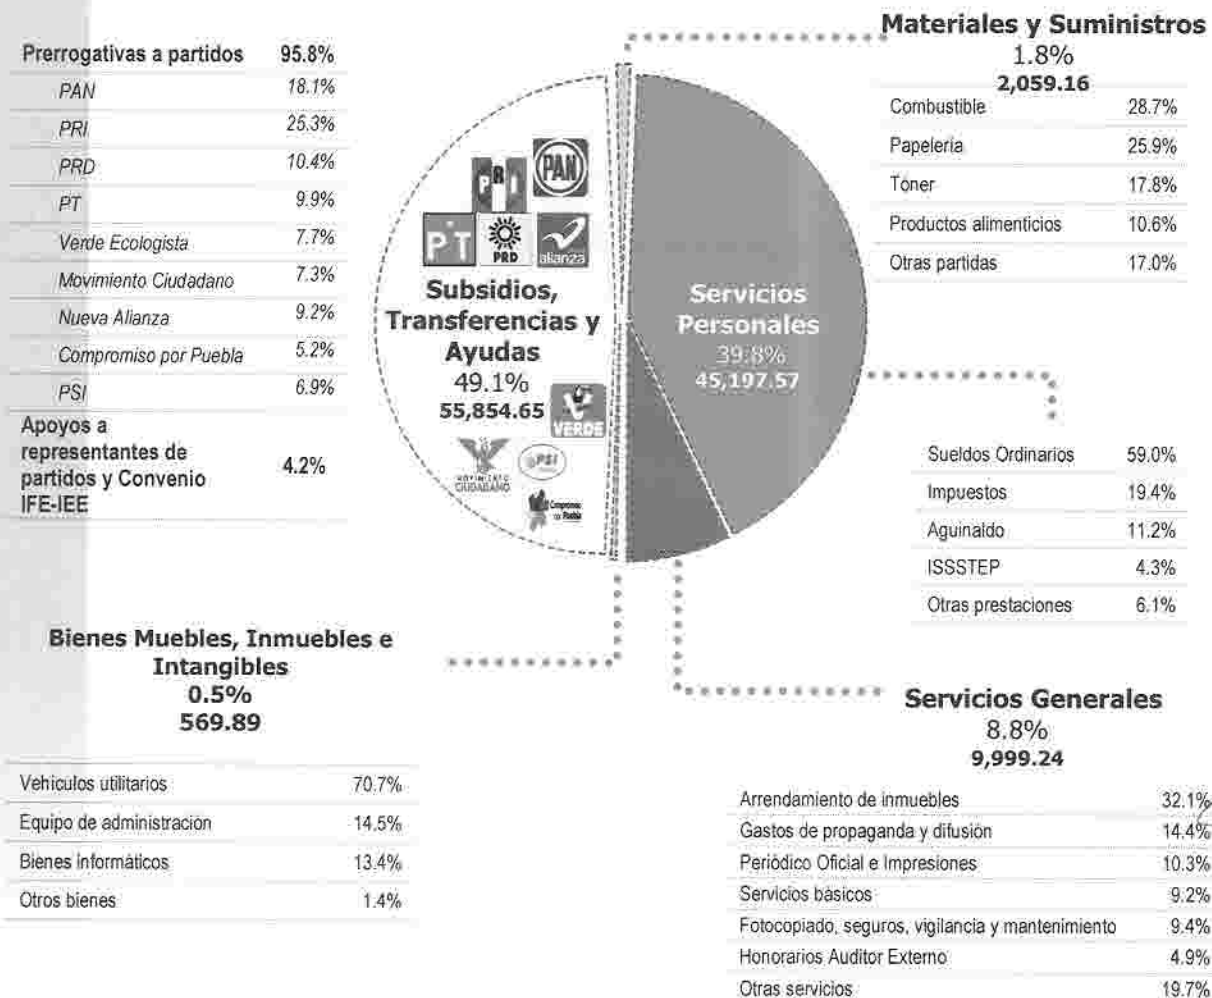 Prerrogativas a partidos 95.8%
PAN 18.1%
PRI 25.3%
PRD 10.4%
PT 9.9%
Verde Ecologista 7.7%
Movimiento Ciudadano 7.3%
Nueva Alianza 9.2%
Compromiso por Puebla 5.2%
PSI 6.9%
Apoyos a
representantes de
partidos y Convenio
IFE-IEE
4.2%
PRI
PAN
PT
PRD
alianza
Subsidios,
Transferencias y
Ayudas
49.1%
55,854.65
VERDE
MOVIMIENTO
CIUDADANO
PSI
Compromiso
por Puebla
Servicios
Personales
39.8%
45,197.57
Materiales y Suministros
1.8%
2,059.16
Combustible 28.7%
Papelería 25.9%
Toner 17.8%
Productos alimenticios 10.6%
Otras partidas 17.0%
Sueldos Ordinarios 59.0%
Impuestos 19.4%
Aguinaldo 11.2%
ISSSTEP 4.3%
Otras prestaciones 6.1%
Bienes Muebles, Inmuebles e
Intangibles
0.5%
569.89
Vehículos utilitarios 70.7%
Equipo de administración 14.5%
Bienes informáticos 13.4%
Otros bienes 1.4%
Servicios Generales
8.8%
9,999.24
Arrendamiento de inmuebles 32.1%
Gastos de propaganda y difusión 14.4%
Periódico Oficial e Impresiones 10.3%
Servicios básicos 9.2%
Fotocopiado, seguros, vigilancia y mantenimiento 9.4%
Honorarios Auditor Externo 4.9%
Otras servicios 19.7%